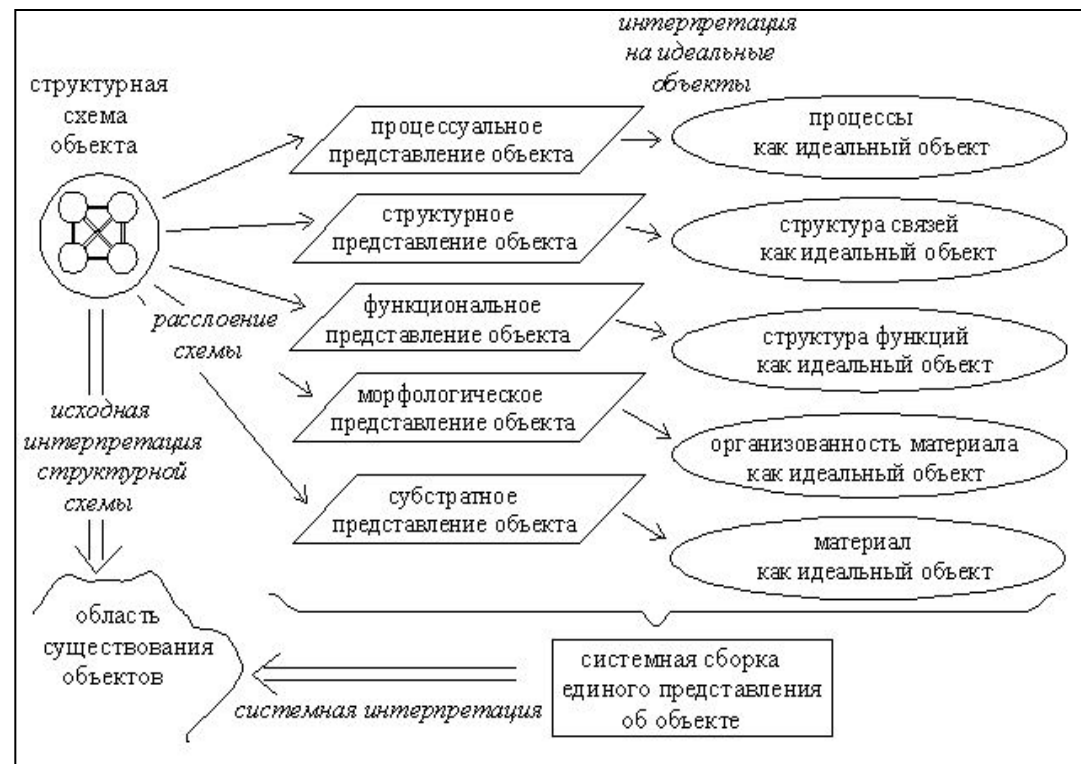 интерпретация
на идеальные
объекты
структурная
схема
объекта
процессуальное
представление объекта
процессы
как идеальный объект
структурное
представление объекта
структура связей
как идеальный объект
расслоение
схемы
функциональное
представление объекта
структура функций
как идеальный объект
морфологическое
представление объекта
организованность материала
как идеальный объект
субстратное
представление объекта
материал
как идеальный объект
исходная
интерпретация
структурной
схемы
область
существования
объектов
системная интерпретация
системная сборка
единого представления
об объекте